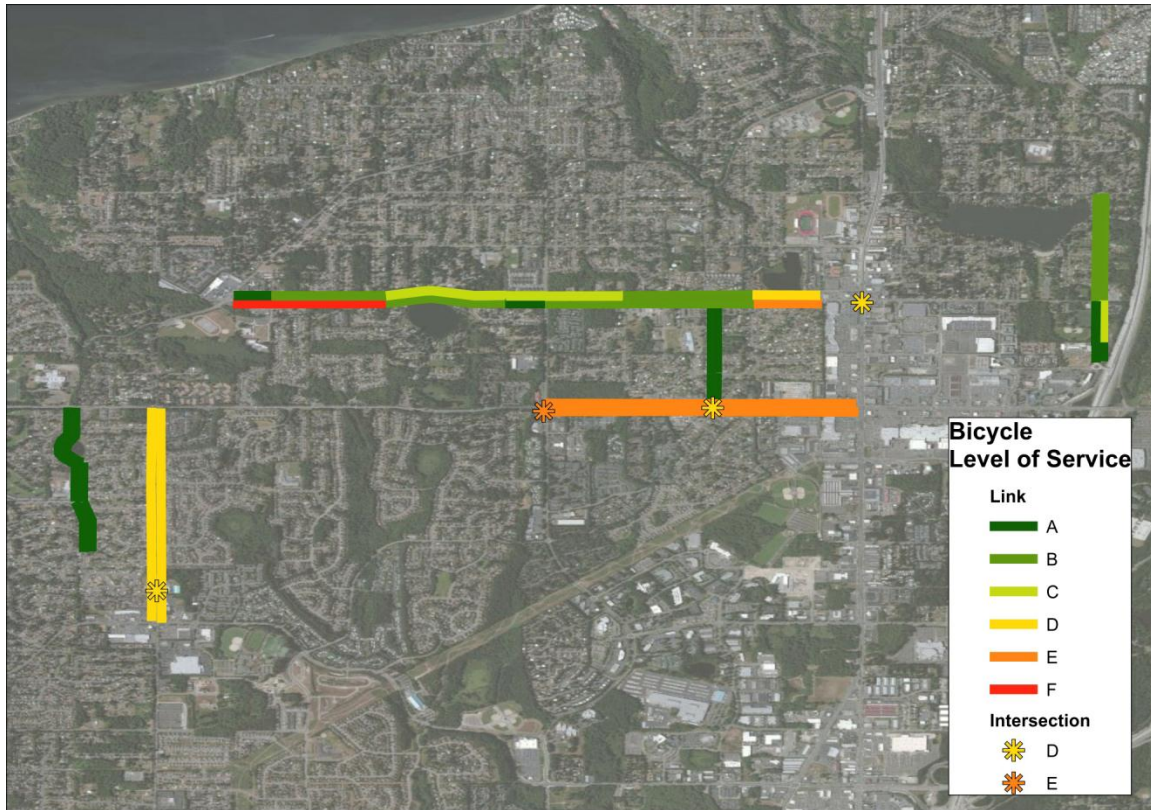 Bicycle
Level of Service
Link
A
B
C
D
E
F
Intersection
D
E